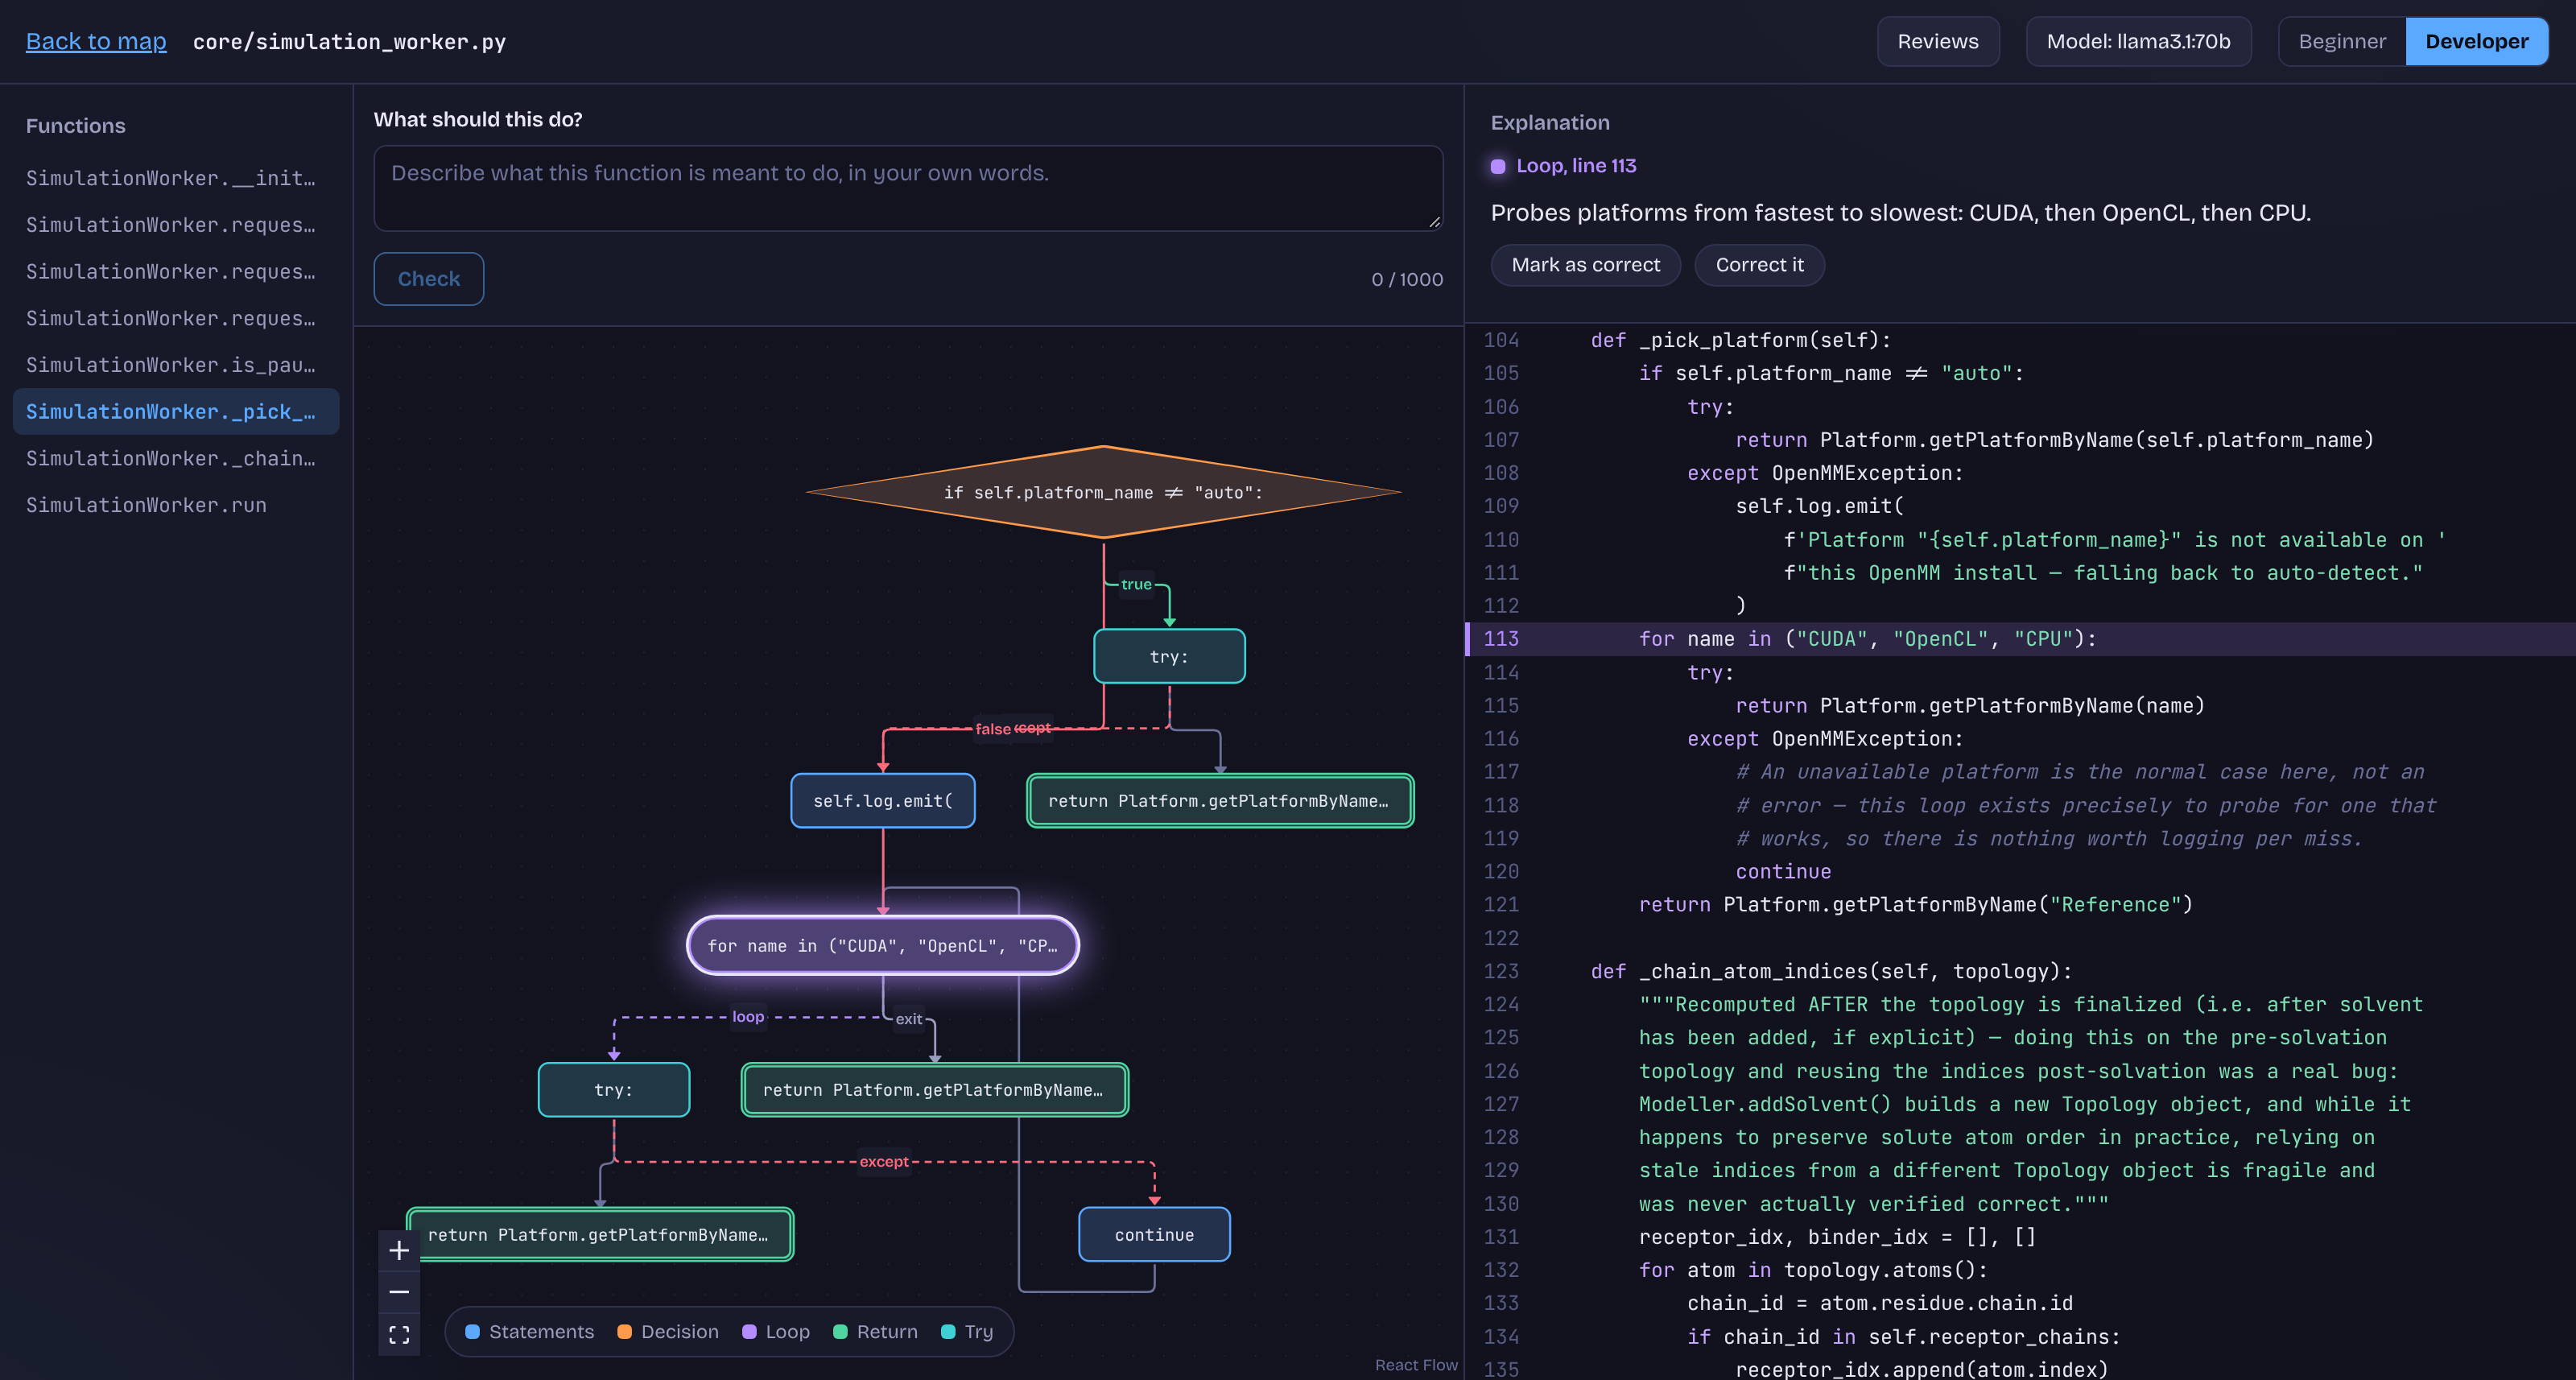 Back to map
core/simulation_worker.py
Reviews
Model: llama3.1:70b
Beginner
Developer
Functions
SimulationWorker.__init…
SimulationWorker.reques…
SimulationWorker.reques…
SimulationWorker.reques…
SimulationWorker.is_pau…
SimulationWorker._pick_…
SimulationWorker._chain…
SimulationWorker.run
What should this do?
Describe what this function is meant to do, in your own words.
Check
0 / 1000
if self.platform_name ≠ "auto":
true
try:
false
self.log.emit(
return Platform.getPlatformByName…
for name in ("CUDA", "OpenCL", "CP…
loop
exit
try:
return Platform.getPlatformByName…
except
return Platform.getPlatformByName…
continue
Statements
Decision
Loop
Return
Try
React Flow
Explanation
Loop, line 113
Probes platforms from fastest to slowest: CUDA, then OpenCL, then CPU.
Mark as correct
Correct it
104 def _pick_platform(self):
105 if self.platform_name ≠ "auto":
106 try:
107 return Platform.getPlatformByName(self.platform_name)
108 except OpenMMException:
109 self.log.emit(
110 f'Platform "{self.platform_name}" is not available on '
111 f"this OpenMM install — falling back to auto-detect."
112 )
113 for name in ("CUDA", "OpenCL", "CPU"):
114 try:
115 return Platform.getPlatformByName(name)
116 except OpenMMException:
117 # An unavailable platform is the normal case here, not an
118 # error — this loop exists precisely to probe for one that
119 # works, so there is nothing worth logging per miss.
120 continue
121 return Platform.getPlatformByName("Reference")
122
123 def _chain_atom_indices(self, topology):
124 """Recomputed AFTER the topology is finalized (i.e. after solvent
125 has been added, if explicit) — doing this on the pre-solvation
126 topology and reusing the indices post-solvation was a real bug:
127 Modeller.addSolvent() builds a new Topology object, and while it
128 happens to preserve solute atom order in practice, relying on
129 stale indices from a different Topology object is fragile and
130 was never actually verified correct."""
131 receptor_idx, binder_idx = [], []
132 for atom in topology.atoms():
133 chain_id = atom.residue.chain.id
134 if chain_id in self.receptor_chains:
135 receptor_idx.append(atom.index)